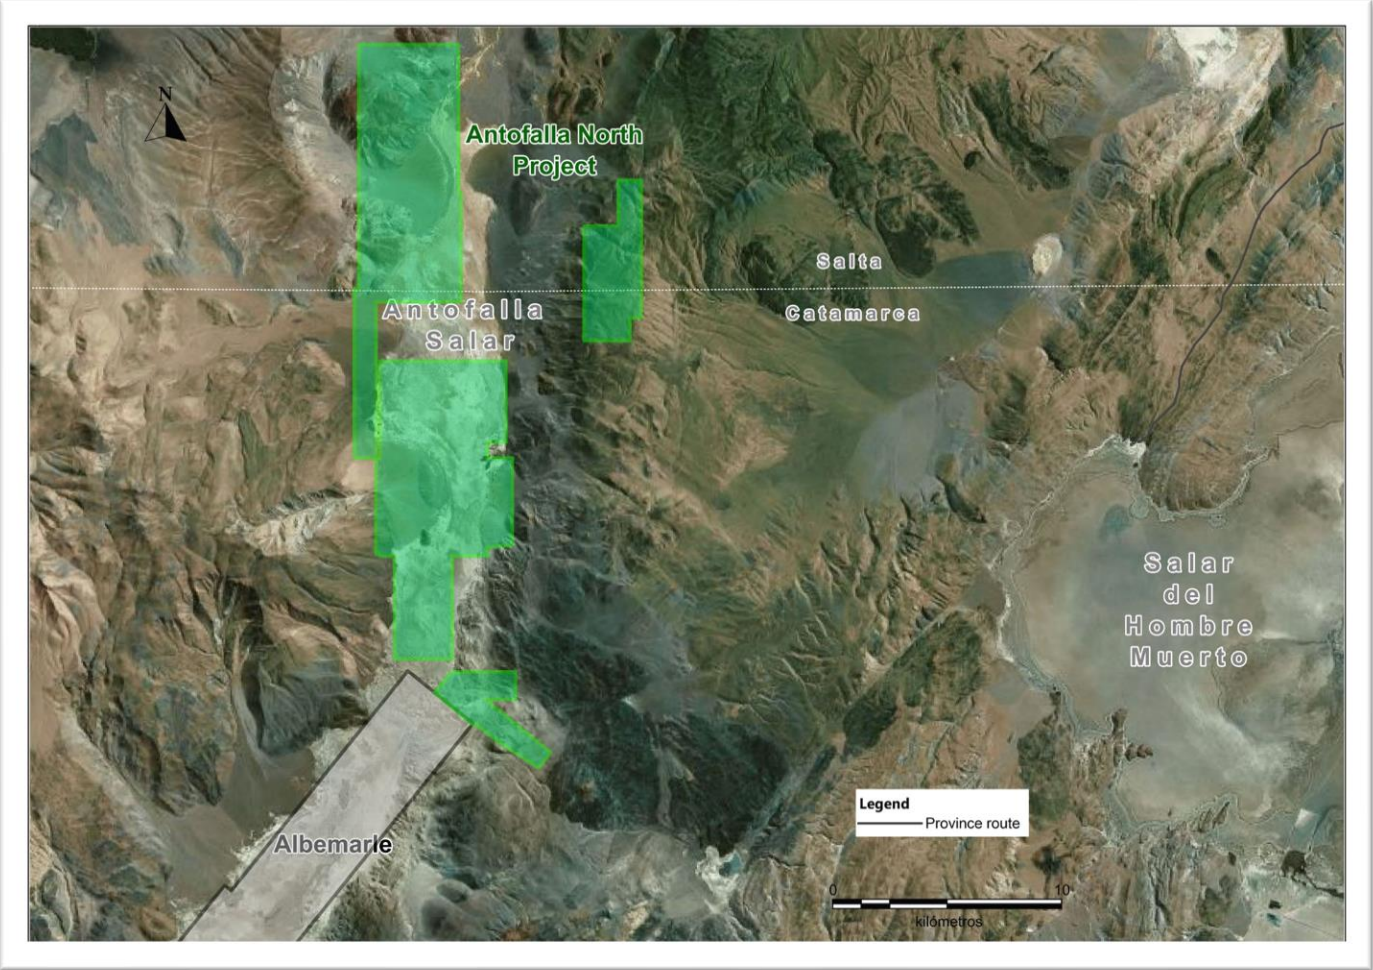 N
Antofalla North
Project
Salta
Antofalla
Salar
Catamarca
Salar
del
Hombre
Muerto
Legend
Province route
Albemarle
0 10
kilómetros